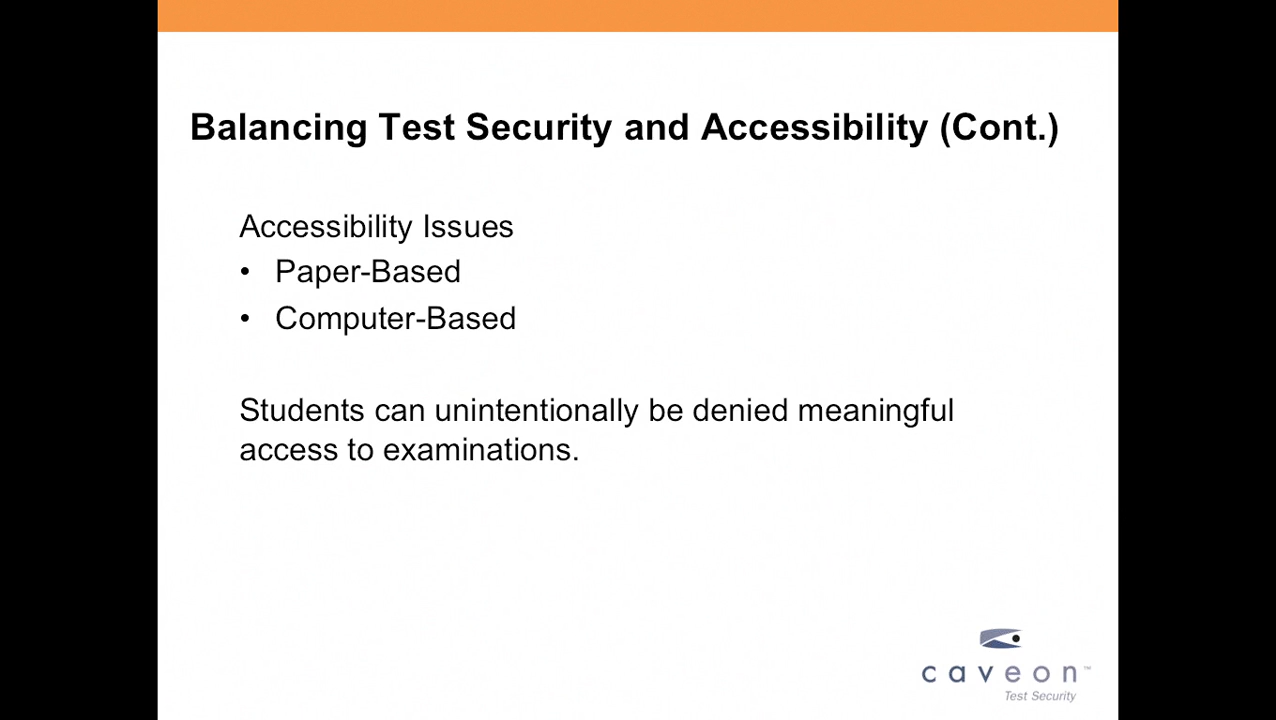 Balancing Test Security and Accessibility (Cont.)
Accessibility Issues
• Paper-Based
• Computer-Based
Students can unintentionally be denied meaningful
access to examinations.
caveon™
Test Security